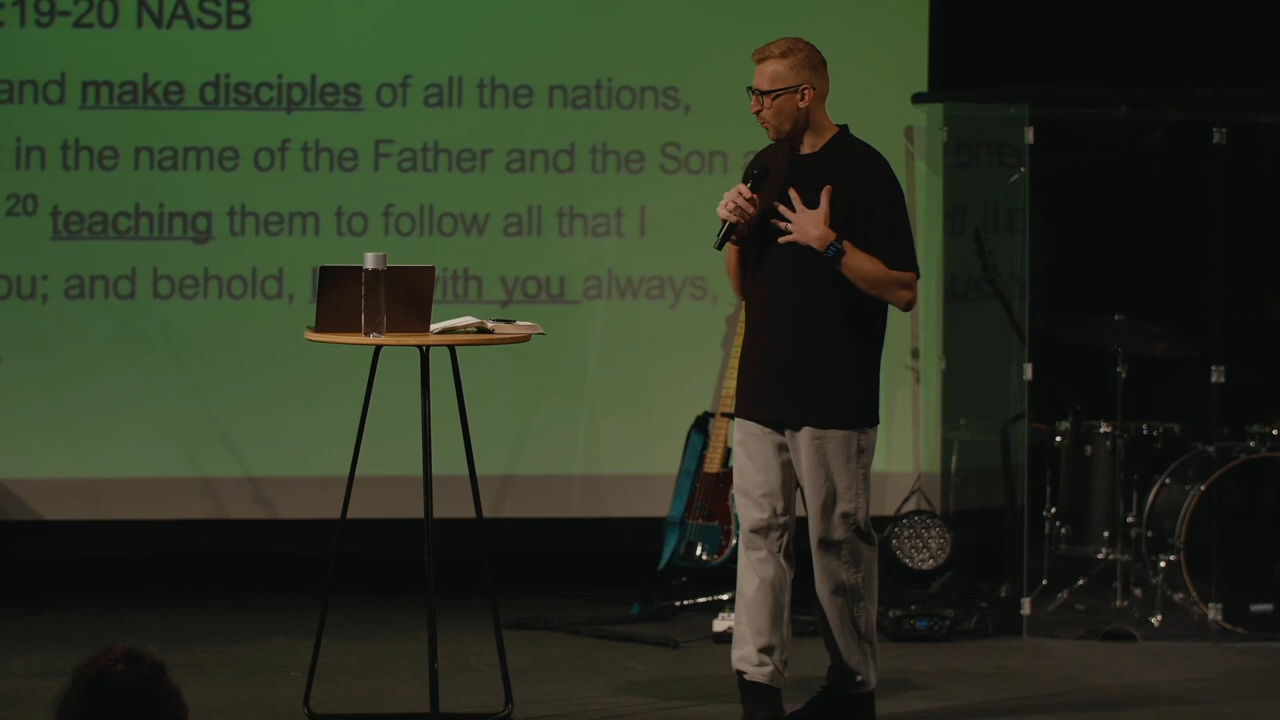 :19-20 NASB
and make disciples of all the nations,
in the name of the Father and the Son
20 teaching them to follow all that I
ou; and behold, with you always,